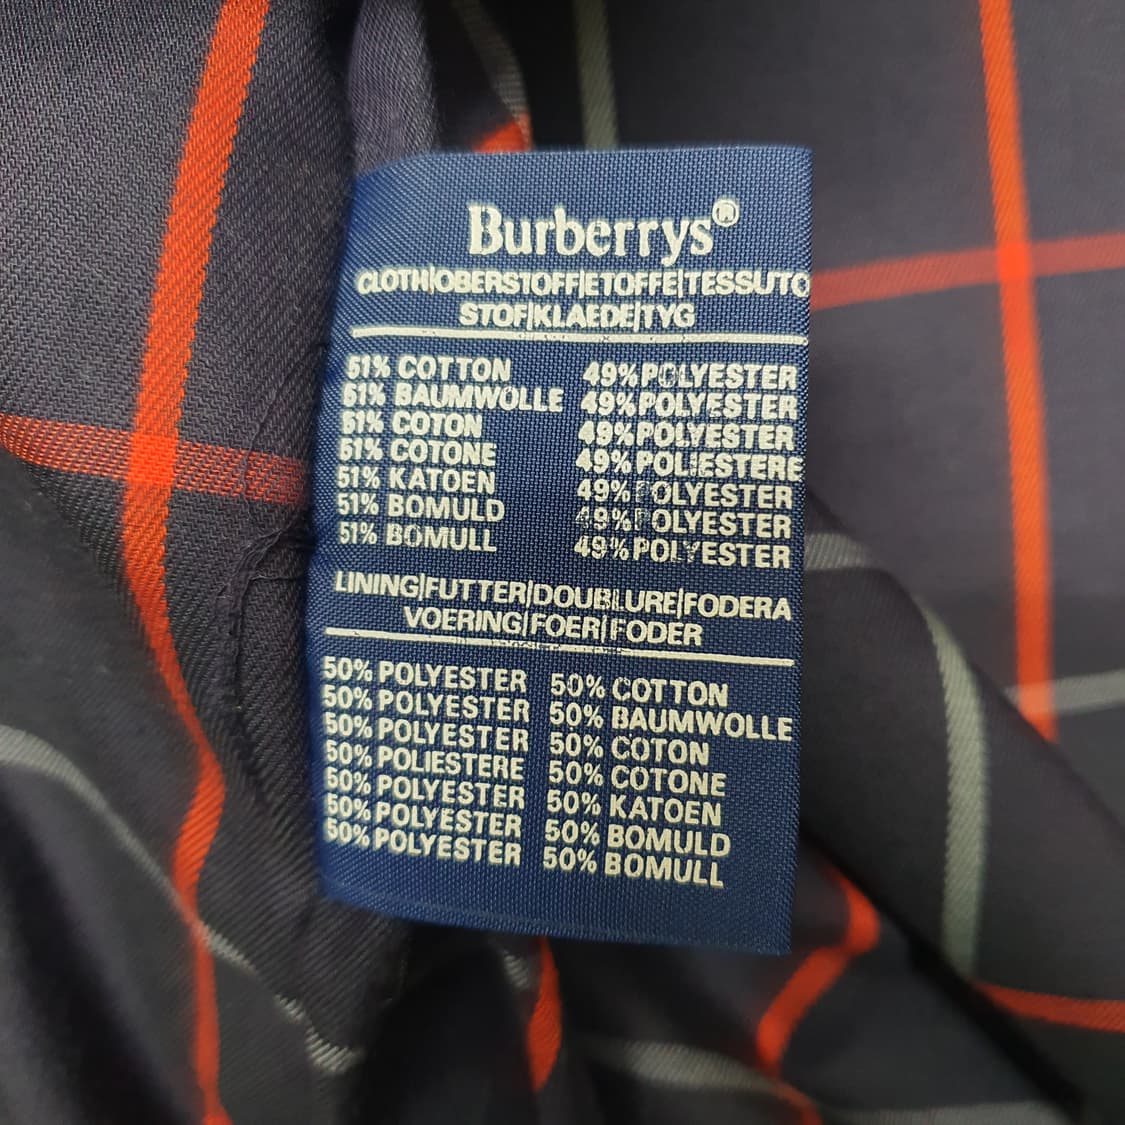 Burberrys®
CLOTH|OBERSTOFF|ETOFFE|TESSUTO
STOF|KLAEDE|TYG
51% COTTON 49% POLYESTER
51% BAUMWOLLE 49% POLYESTER
51% COTON 49% POLYESTER
51% COTONE 49% POLIESTERE
51% KATOEN 49% POLYESTER
51% BOMULD 49% POLYESTER
51% BOMULL 49% POLYESTER
LINING|FUTTER|DOUBLURE|FODERA
VOERING|FOER|FODER
50% POLYESTER 50% COTTON
50% POLYESTER 50% BAUMWOLLE
50% POLYESTER 50% COTON
50% POLIESTERE 50% COTONE
50% POLYESTER 50% KATOEN
50% POLYESTER 50% BOMULD
50% POLYESTER 50% BOMULL